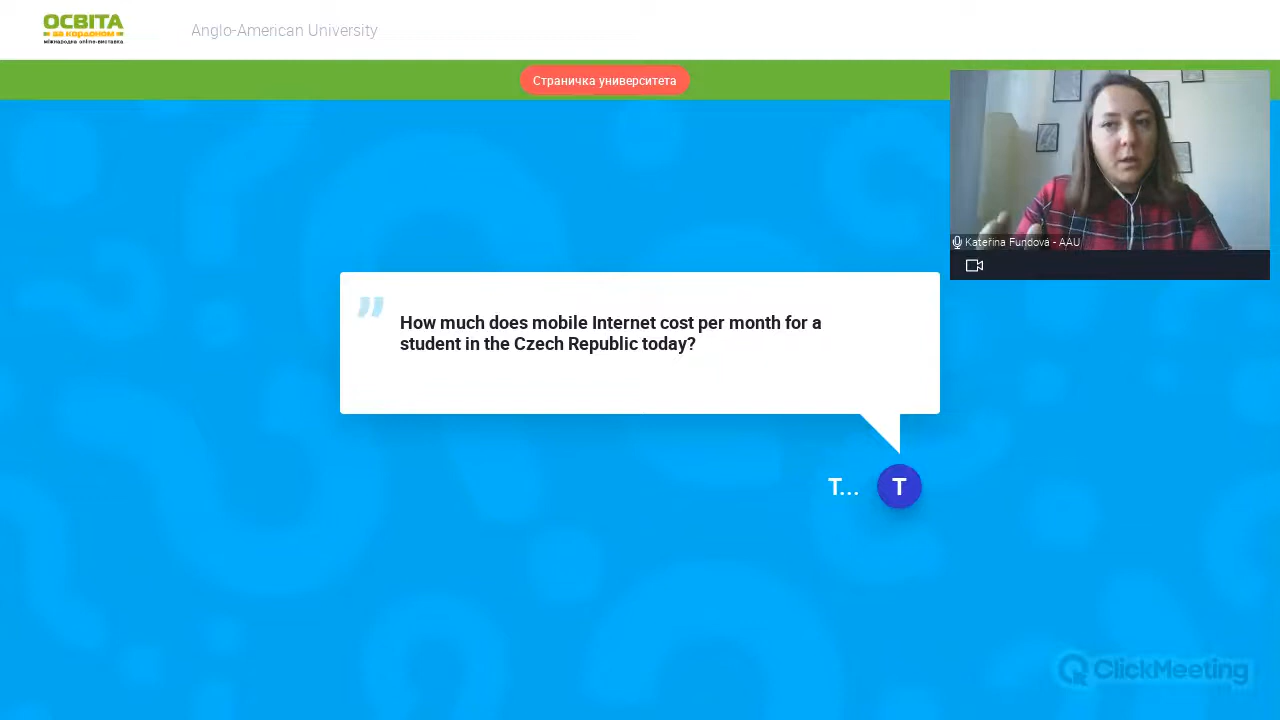 ОСВІТА
за кордоном
міжнародна online-виставка
Anglo-American University
Страничка университета
Kateřina Fundová - AAU
How much does mobile Internet cost per month for a
student in the Czech Republic today?
T...
T
ClickMeeting